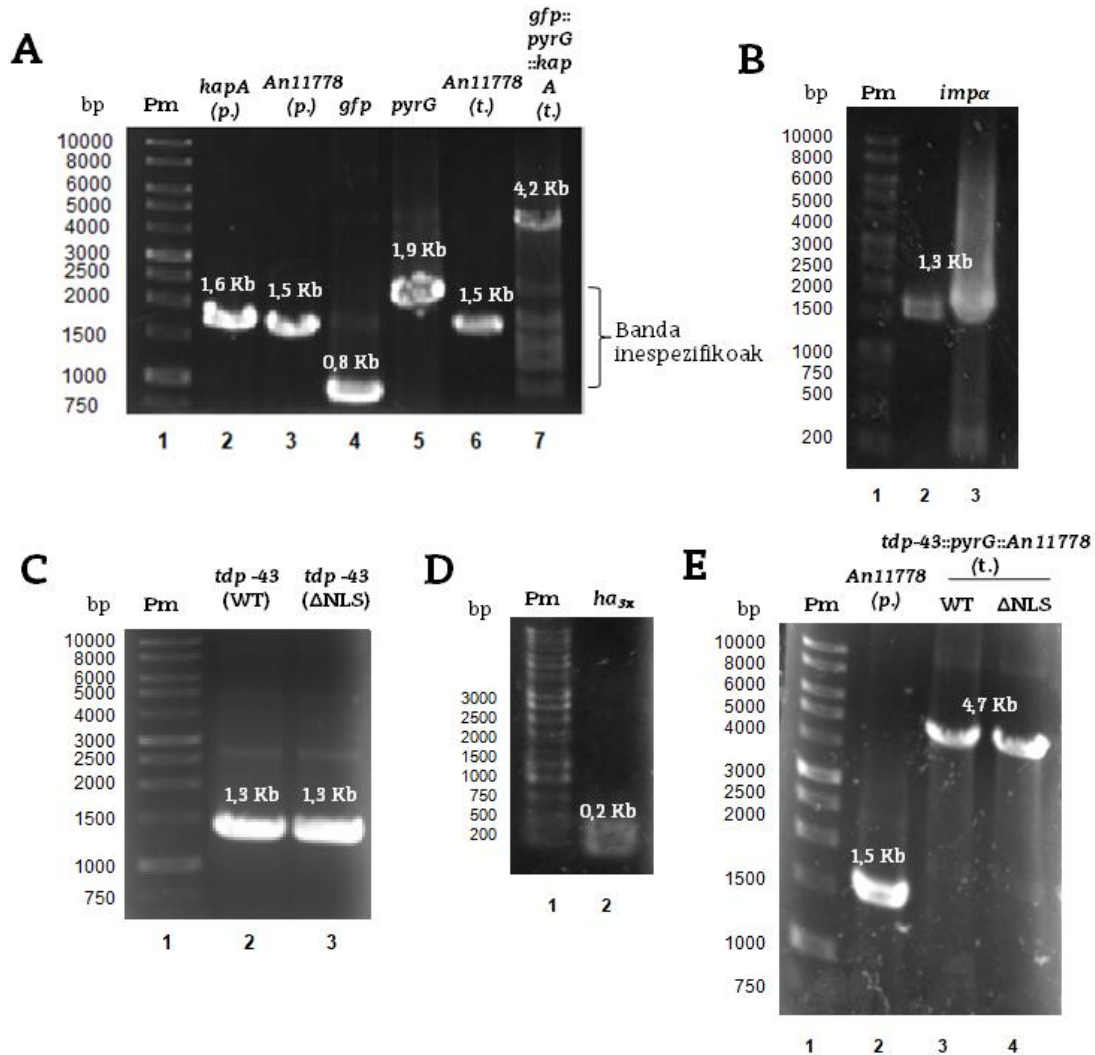 A
bp
Pm
kapA
(p.)
An11778
(p.)
gfp
pyrG
An11778
(t.)
gfp::
pyrG
::kap
A
(t.)
10000
8000
6000
5000
4000
3000
2500
2000
1500
1000
750
1,6 Kb
1,5 Kb
0,8 Kb
1,9 Kb
1,5 Kb
4,2 Kb
Banda
inespezifikoak
1 2 3 4 5 6 7
B
bp
Pm
impα
10000
8000
6000
5000
4000
3000
2500
2000
1500
1000
750
500
200
1,3 Kb
1 2 3
C
bp
Pm
tdp -43
(WT)
tdp -43
(ΔNLS)
10000
8000
6000
5000
4000
3000
2500
2000
1500
1000
750
1,3 Kb
1,3 Kb
1 2 3
D
bp
Pm
ha3x
3000
2500
2000
1500
1000
750
500
200
0,2 Kb
1 2
E
bp
Pm
An11778
(p.)
tdp-43::pyrG::An11778
(t.)
WT
ΔNLS
10000
8000
6000
5000
4000
3000
2500
2000
1500
1000
750
1,5 Kb
4,7 Kb
1 2 3 4